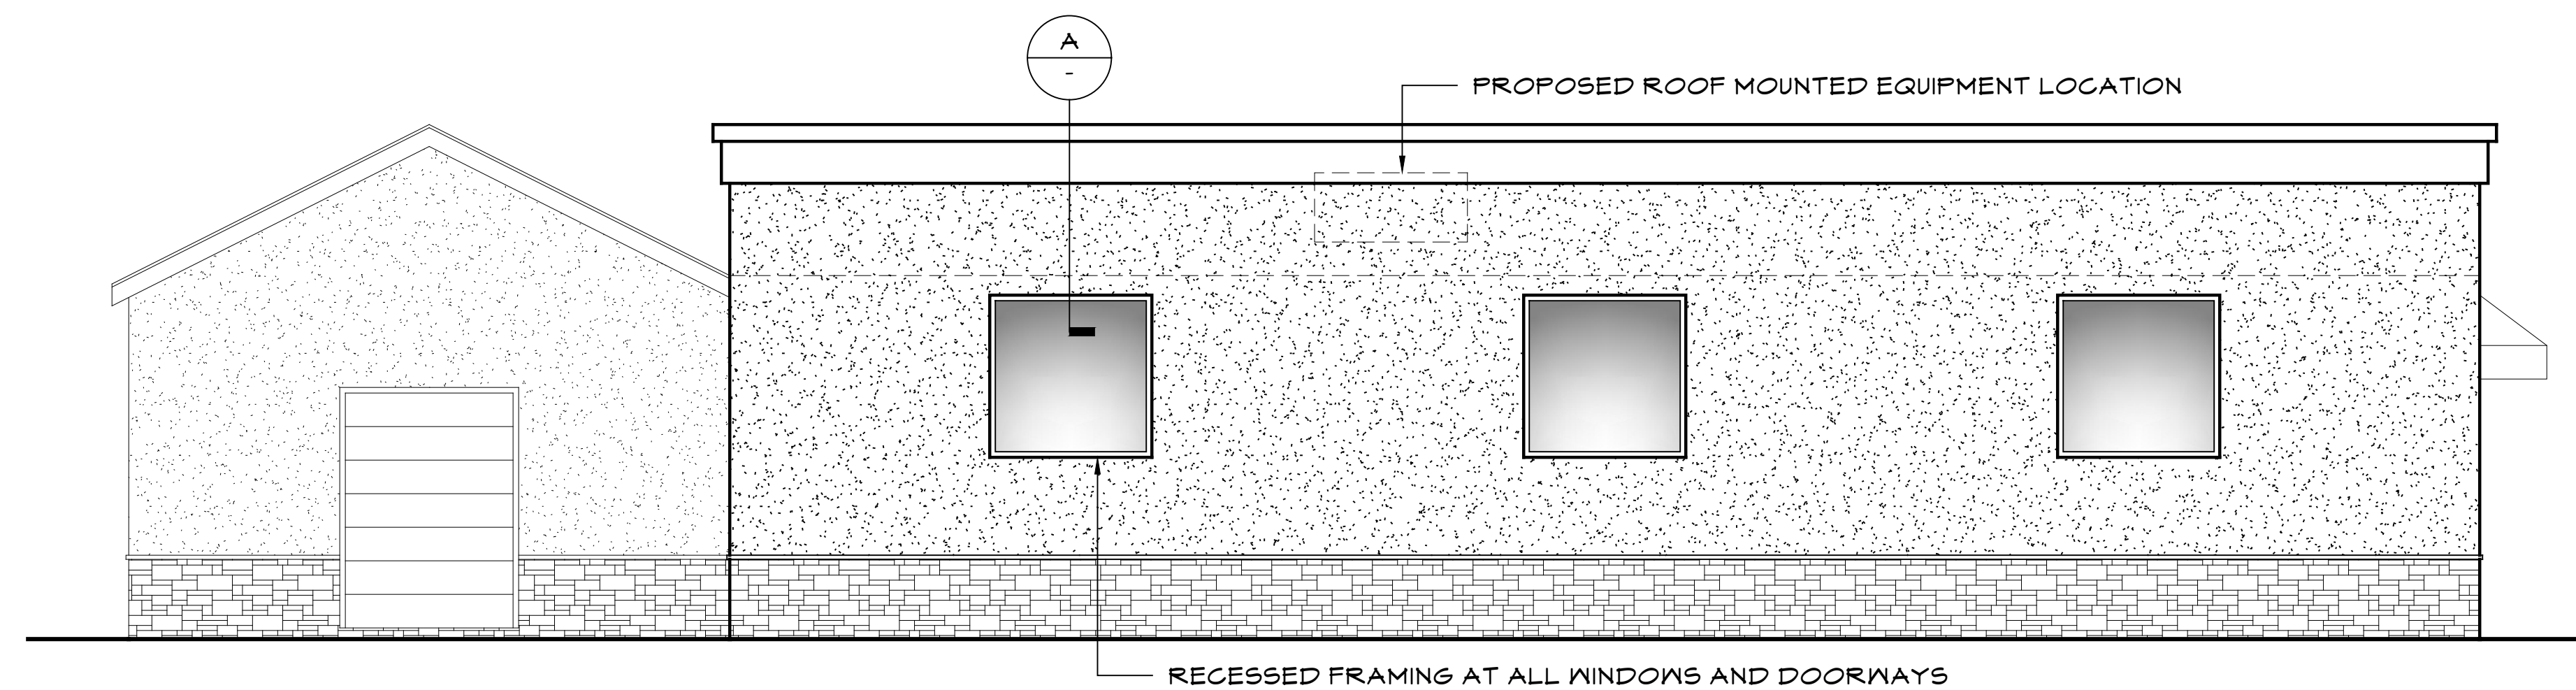 A
-
PROPOSED ROOF MOUNTED EQUIPMENT LOCATION
RECESSED FRAMING AT ALL WINDOWS AND DOORWAYS